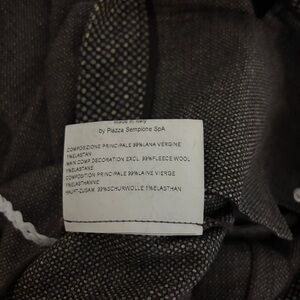 Made in Italy
by Piazza Sempione SpA
COMPOSIZIONE PRINCIPALE 99%LANA VERGINE
1%ELASTAN
MAIN COMP DECORATION EXCL. 99%FLEECE WOOL
1%ELASTANE
COMPOSITION PRINCIPALE 99%LAINE VIERGE
1%ELASTHANNE
HAUPT-ZUSAM. 99%SCHURWOLLE 1%ELASTHAN